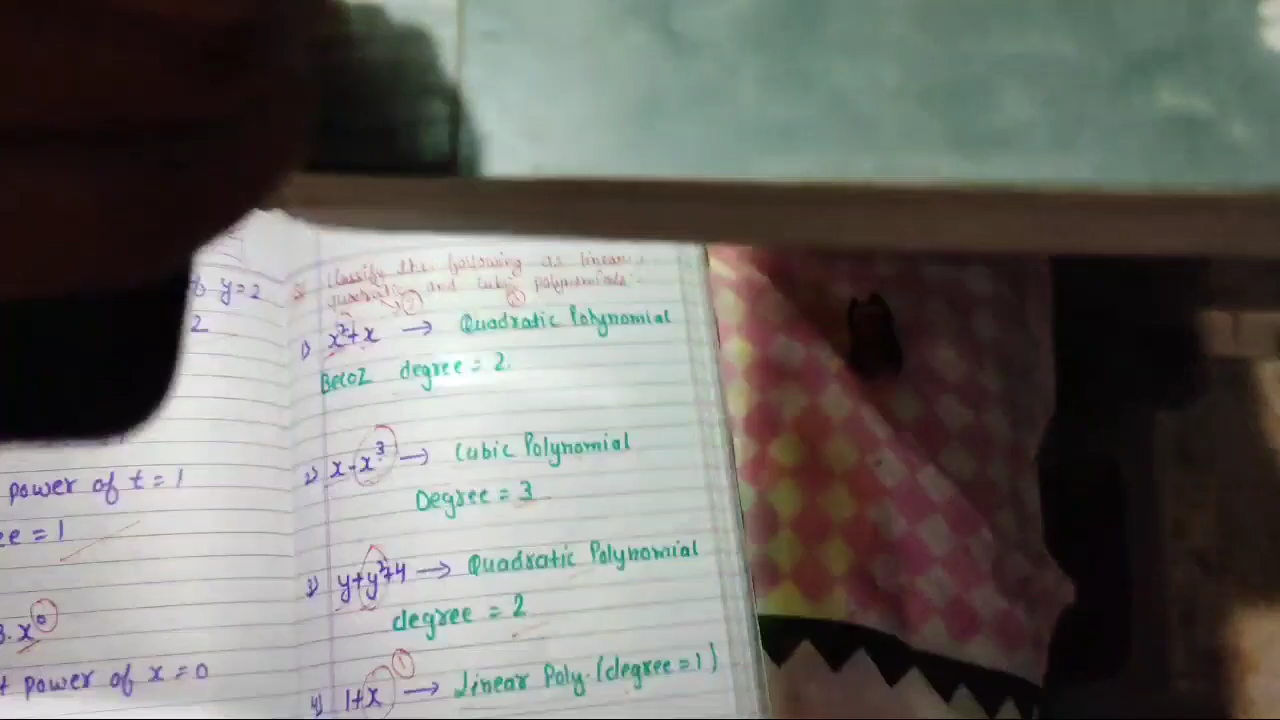 y=2
2
power of t = 1
ee = 1
3.x⁰
power of x = 0
Classify the following as linear,
and cubic polynomials:
1) x²+x → Quadratic Polynomial
Becoz degree = 2.
2) x-x³ → Cubic Polynomial
Degree = 3
3) y+y²+4 → Quadratic Polynomial
degree = 2
4) 1+x → Linear Poly. (degree = 1)